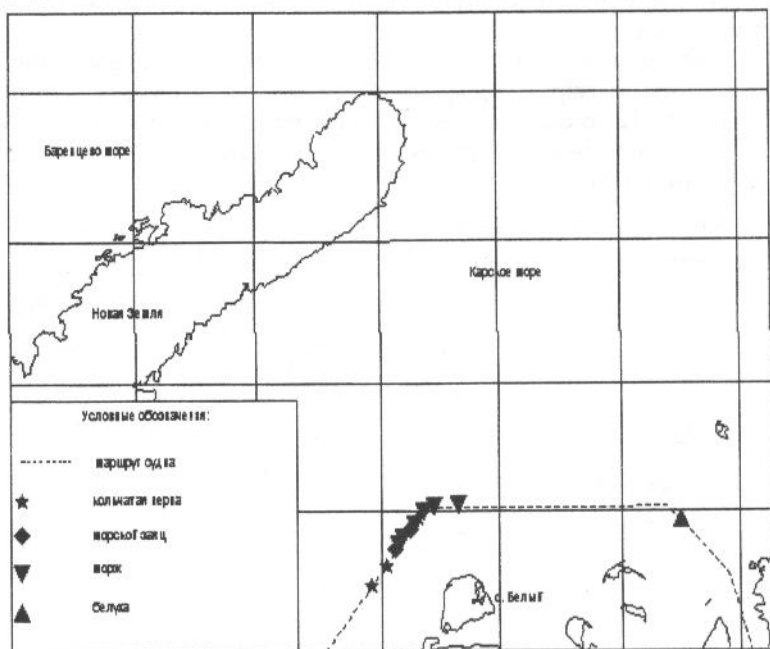 Баренцево море
Карское море
Новая Земля
Условные обозначения:
маршрут судна
кольчатая нерпа
морской заяц
морж
белуха
о. Белый